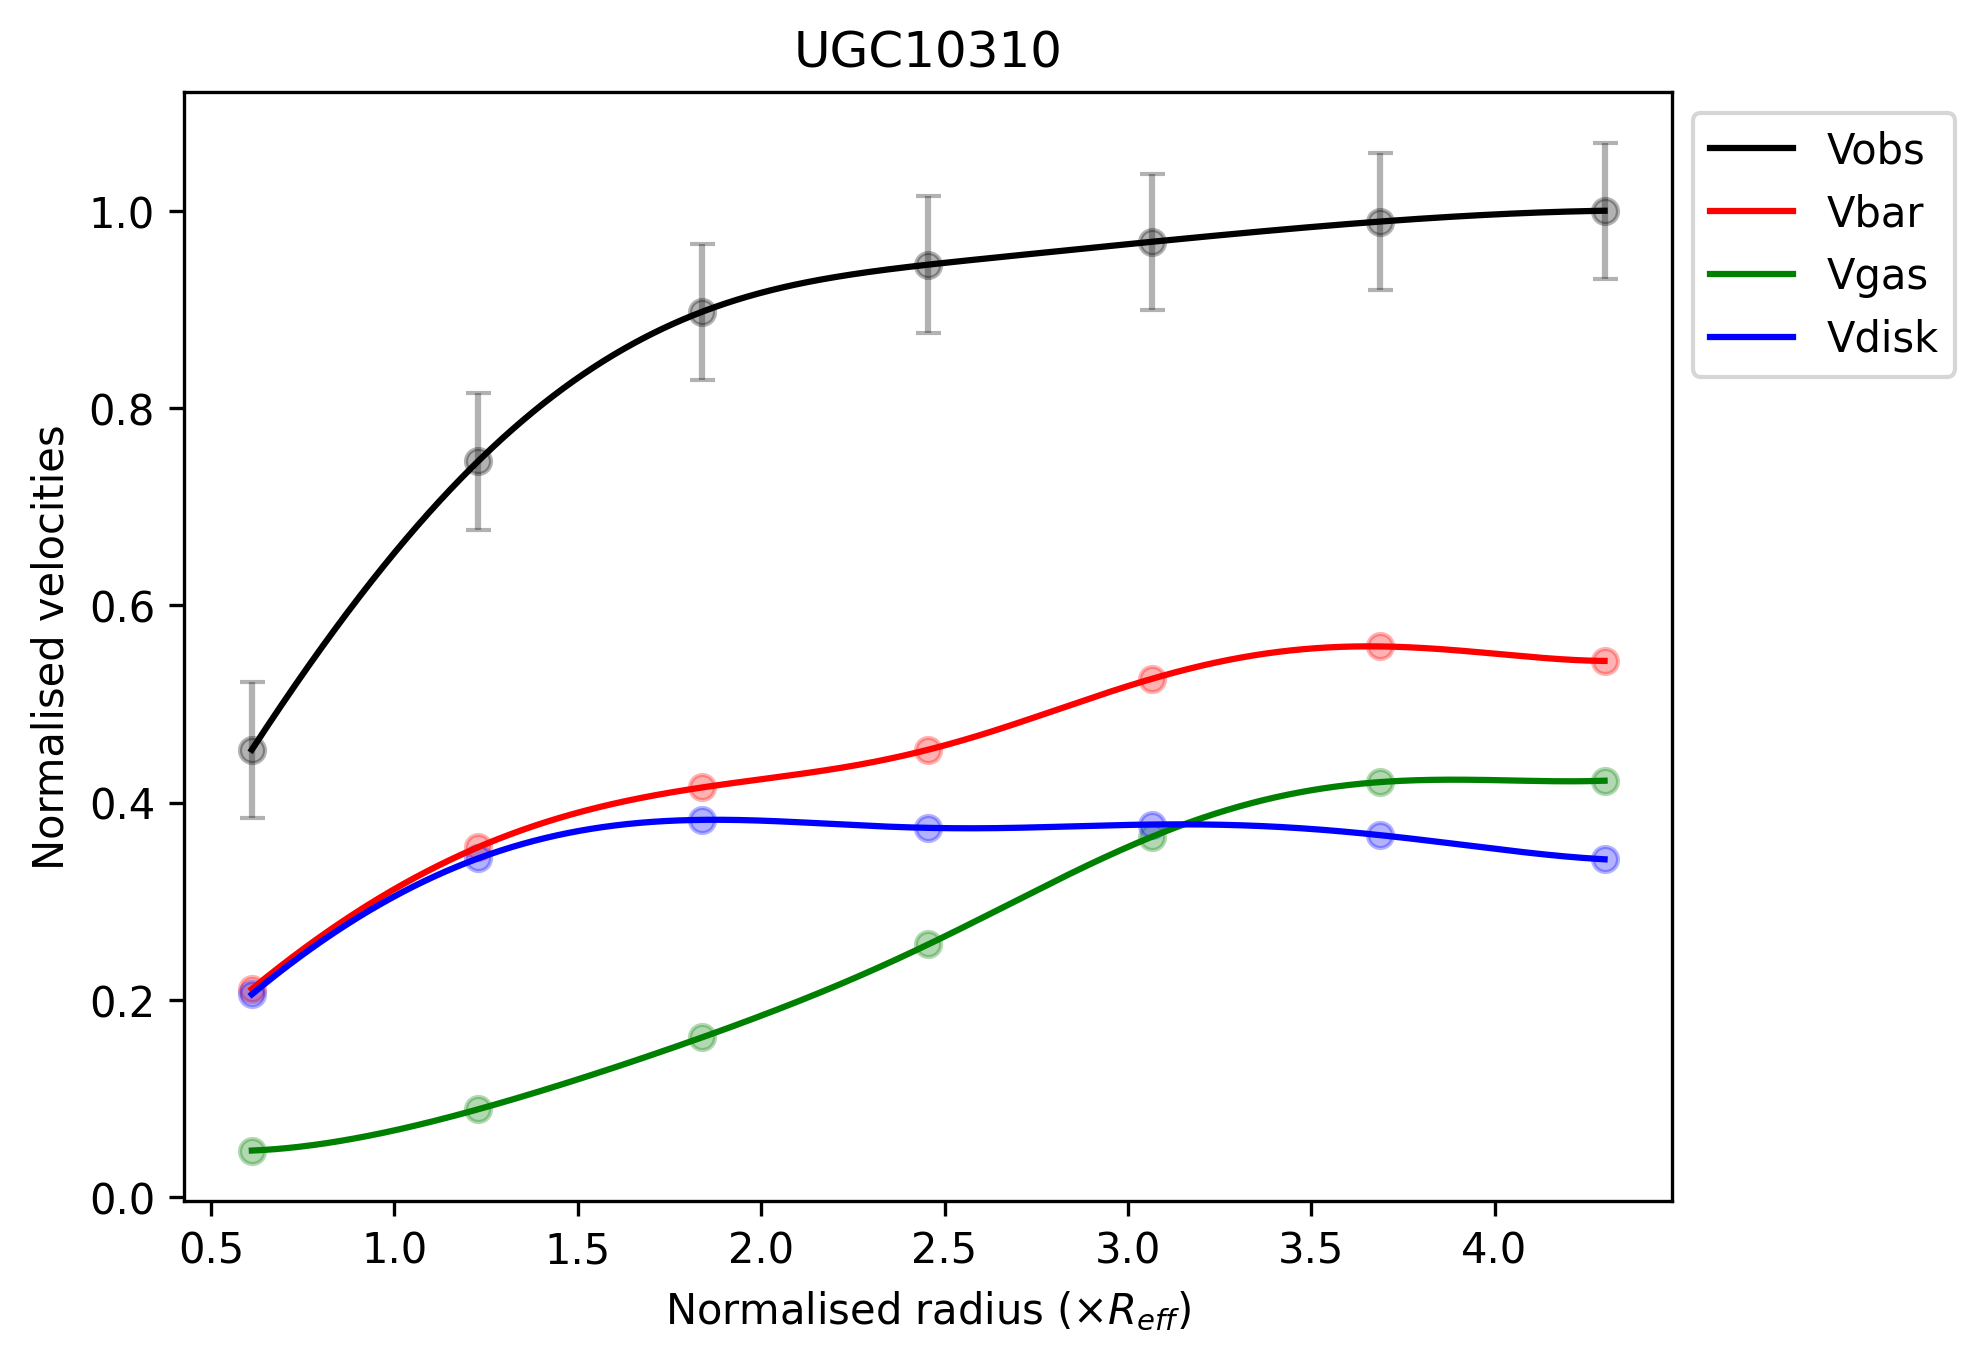 UGC10310
Vobs
Vbar
Vgas
Vdisk
Normalised velocities
1.0
0.8
0.6
0.4
0.2
0.0
0.5 1.0 1.5 2.0 2.5 3.0 3.5 4.0
Normalised radius (×R_eff)